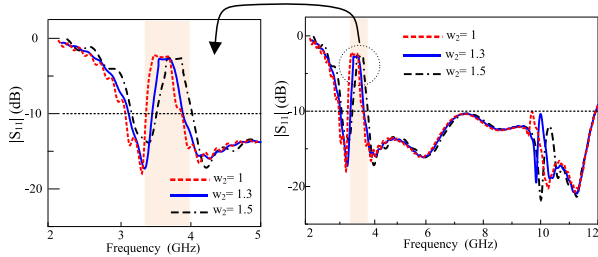 |S11| (dB)
0
-10
-20
w2= 1
w2= 1.3
w2= 1.5
2
3
4
5
Frequency (GHz)
|S11| (dB)
0
-10
-20
w2= 1
w2= 1.3
w2= 1.5
2
4
6
8
10
12
Frequency (GHz)